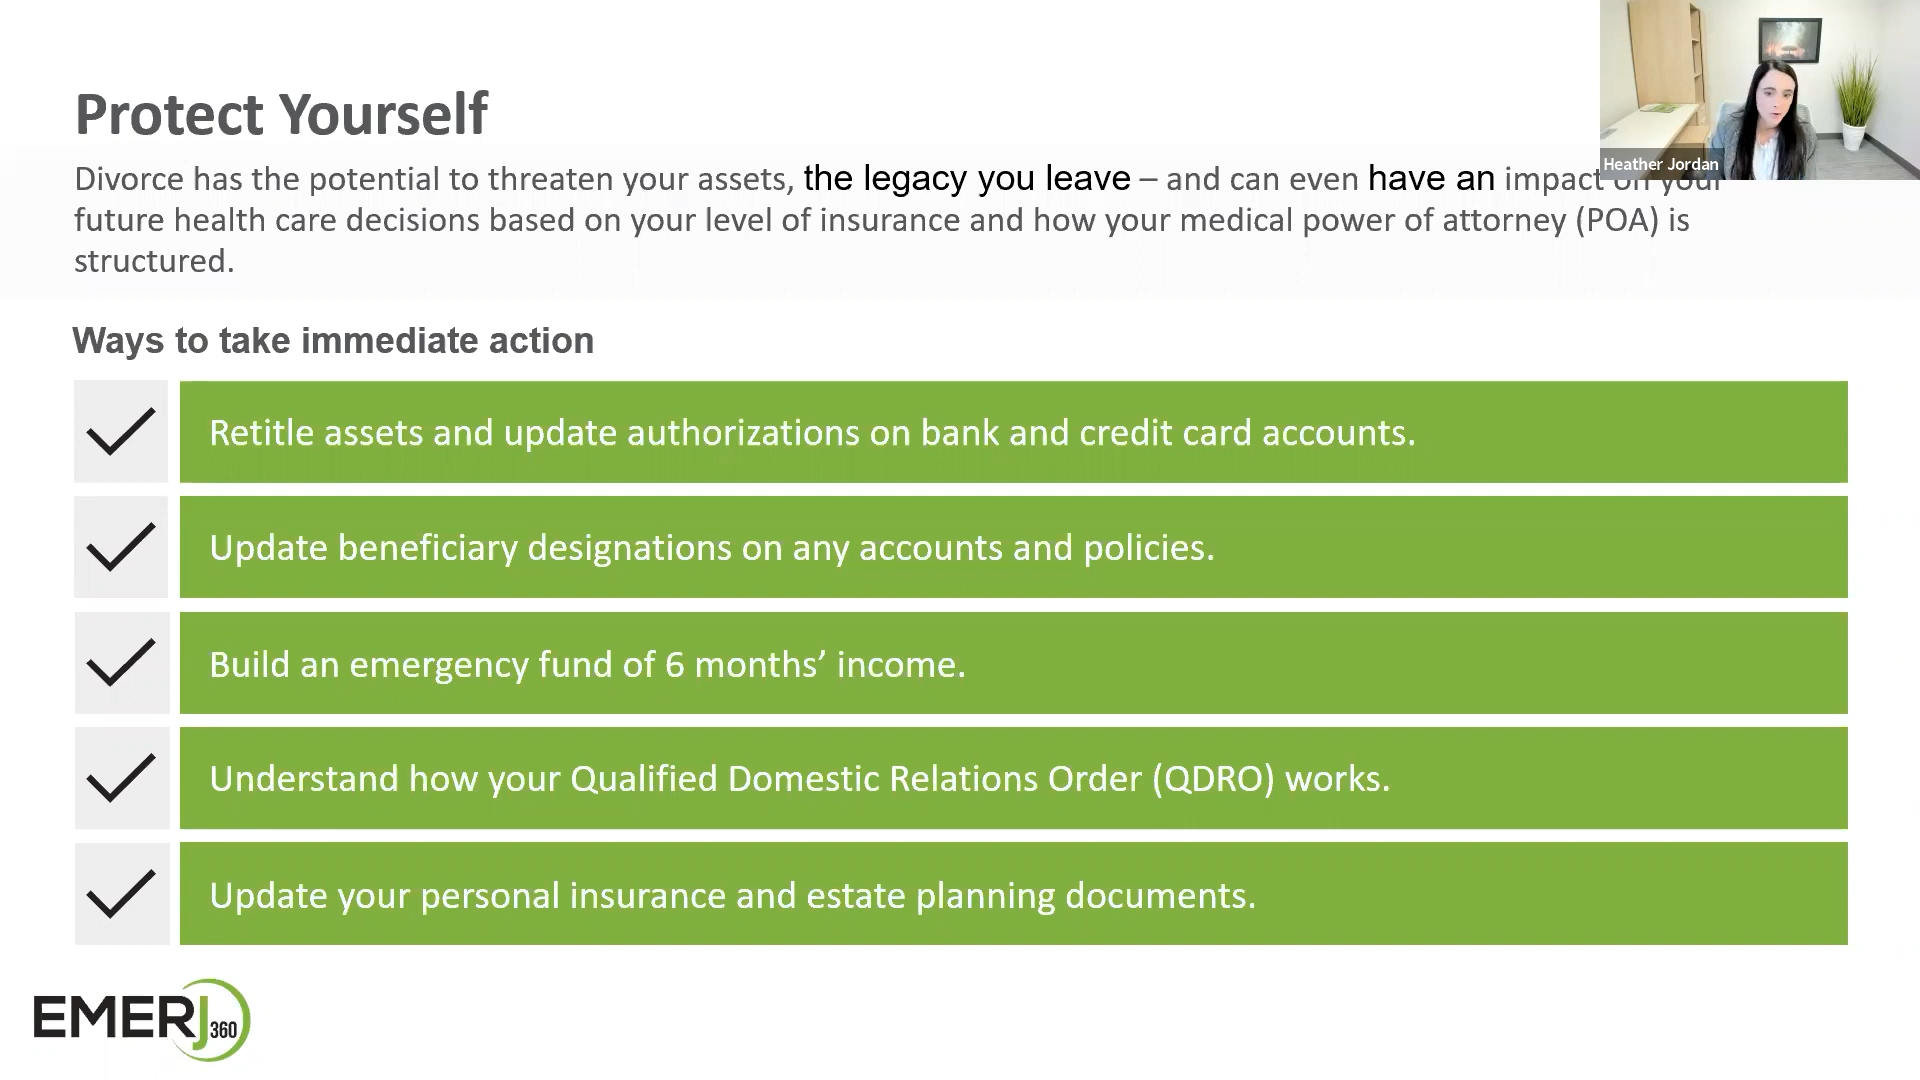 Protect Yourself
Divorce has the potential to threaten your assets, the legacy you leave – and can even have an impact on your
future health care decisions based on your level of insurance and how your medical power of attorney (POA) is
structured.
Heather Jordan
Ways to take immediate action
Retitle assets and update authorizations on bank and credit card accounts.
Update beneficiary designations on any accounts and policies.
Build an emergency fund of 6 months’ income.
Understand how your Qualified Domestic Relations Order (QDRO) works.
Update your personal insurance and estate planning documents.
EMERJ360